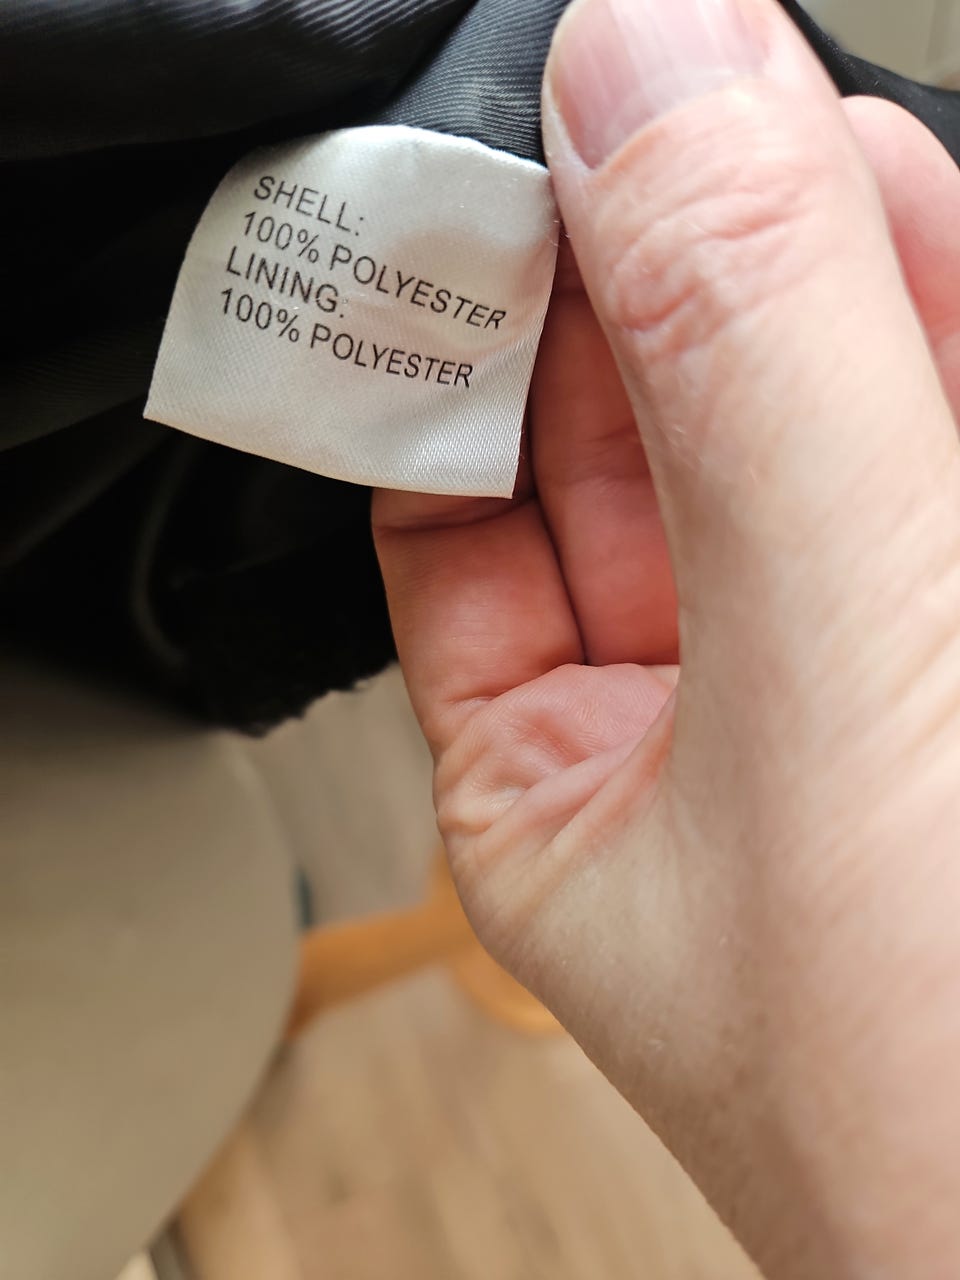 SHELL:
100% POLYESTER
LINING:
100% POLYESTER